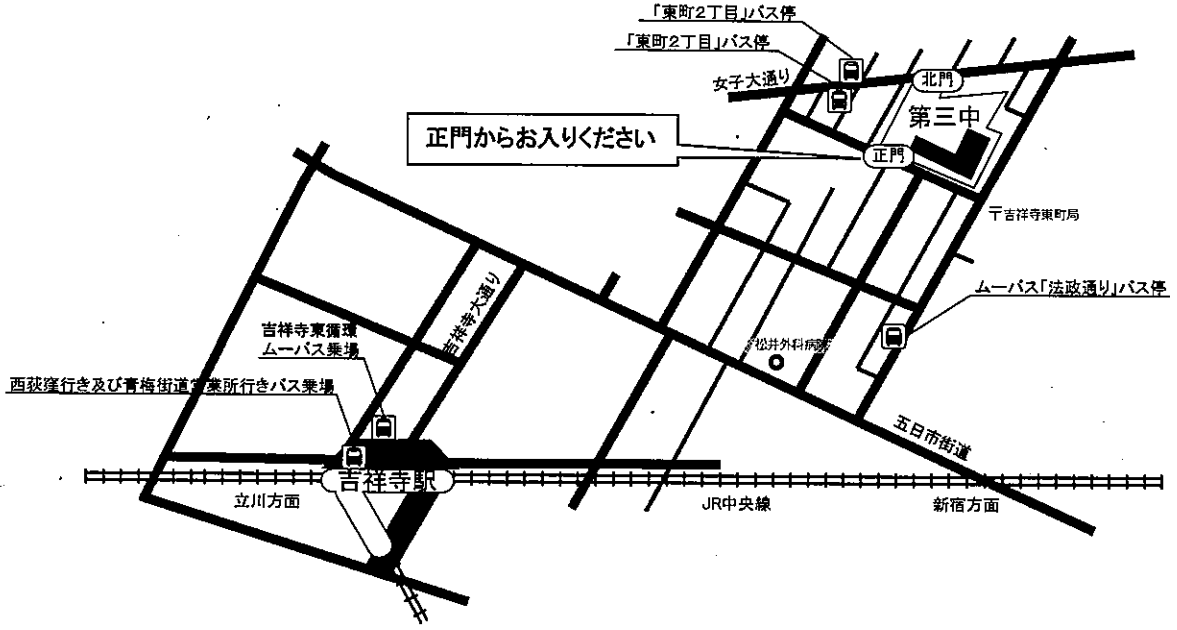 「東町2丁目」バス停
「東町2丁目」バス停
女子大通り
北門
第三中
正門からお入りください
正門
〒吉祥寺東町局
吉祥寺大通り
ムーバス「法政通り」バス停
吉祥寺東循環
ムーバス乗場
松井外科病院
西荻窪行き及び青梅街道営業所行きバス乗場
五日市街道
吉祥寺駅
立川方面
JR中央線
新宿方面